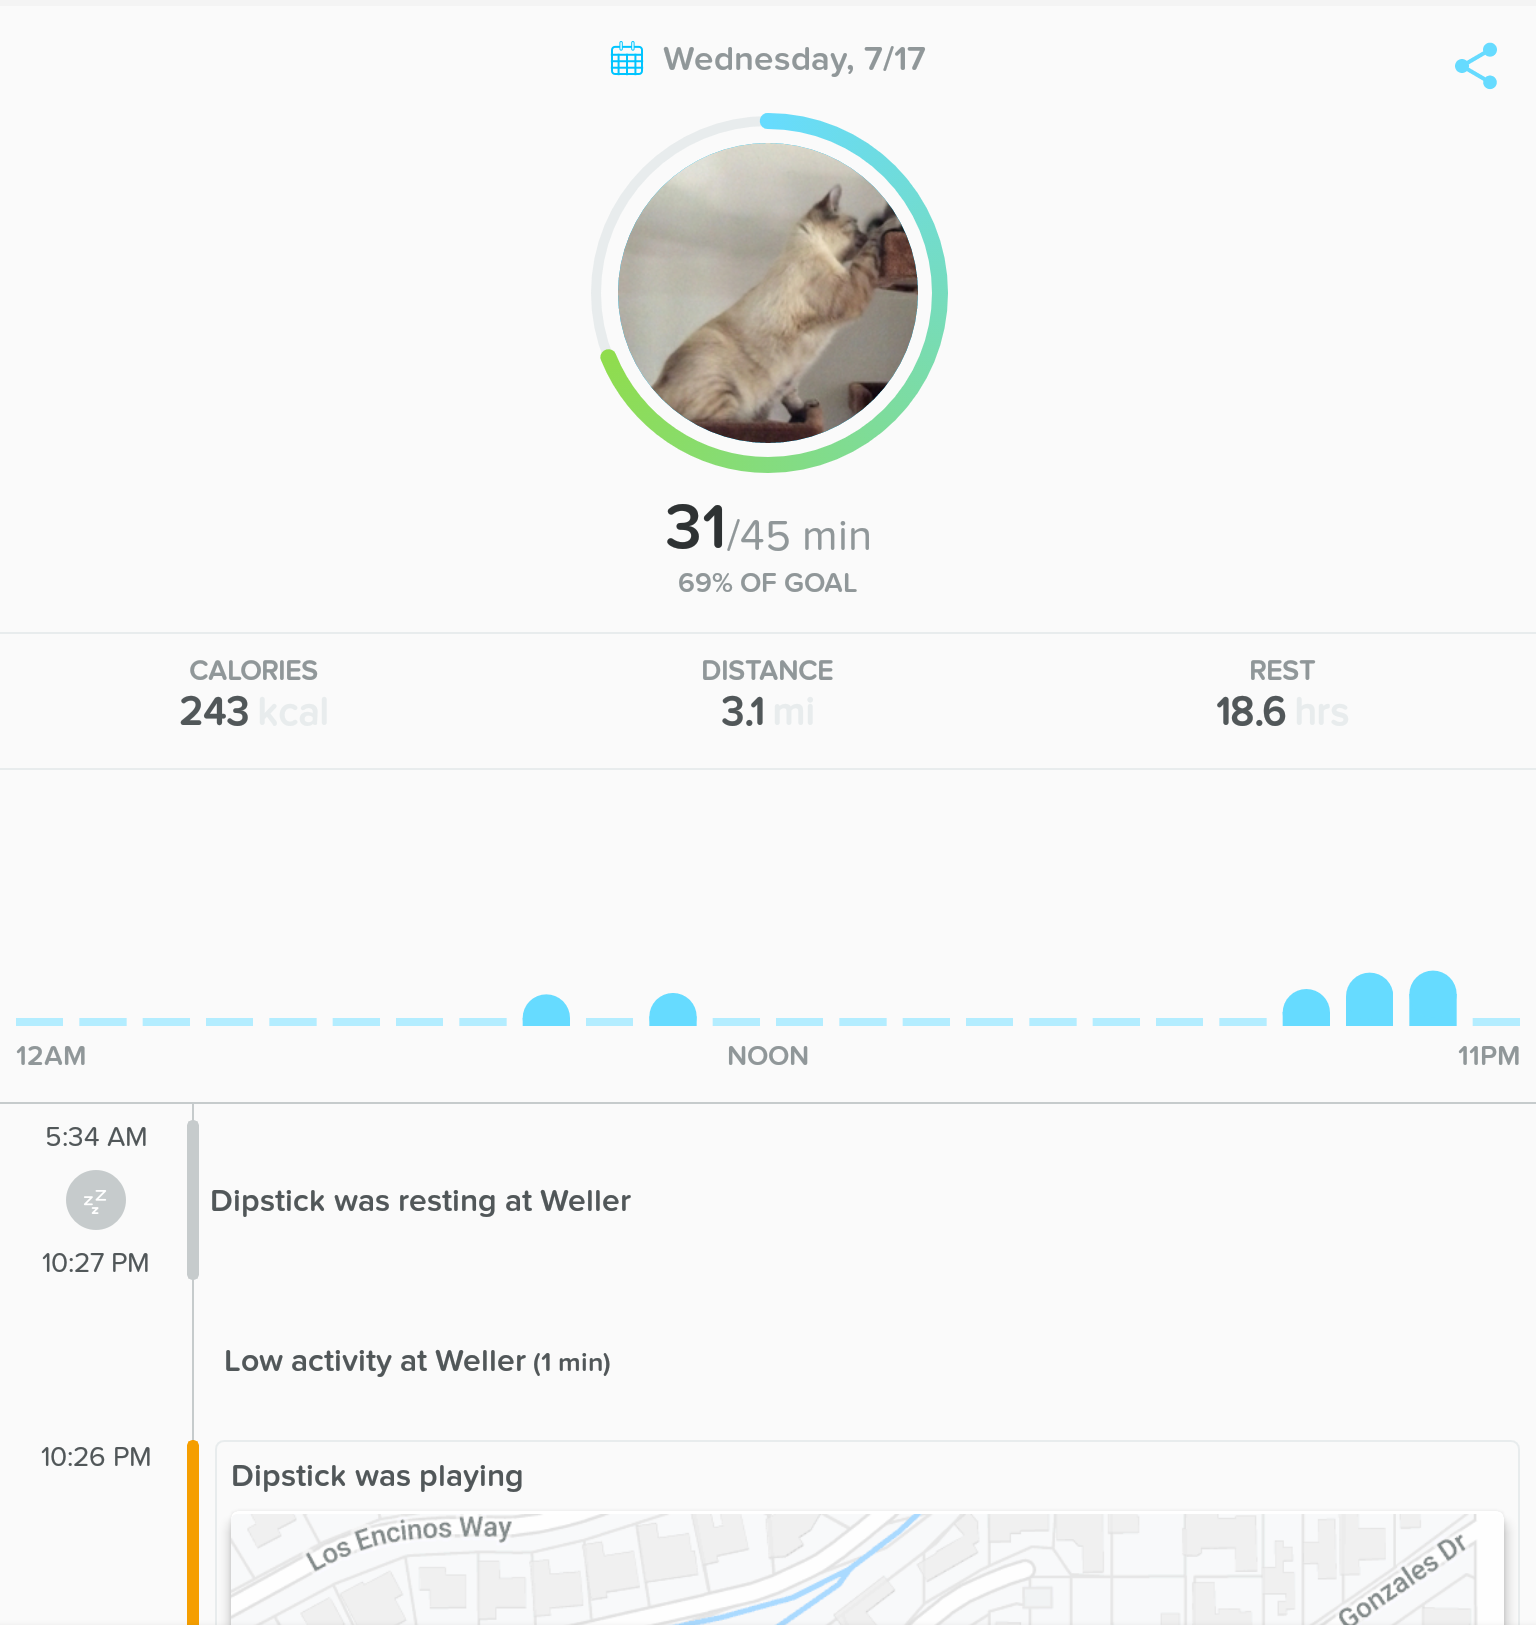 Wednesday, 7/17
31/45 min
69% OF GOAL
CALORIES DISTANCE REST
243 kcal 3.1 mi 18.6 hrs
12AM NOON 11PM
5:34 AM
zzz
Dipstick was resting at Weller
10:27 PM
Low activity at Weller (1 min)
10:26 PM
Dipstick was playing
Los Encinos Way
Gonzales Dr